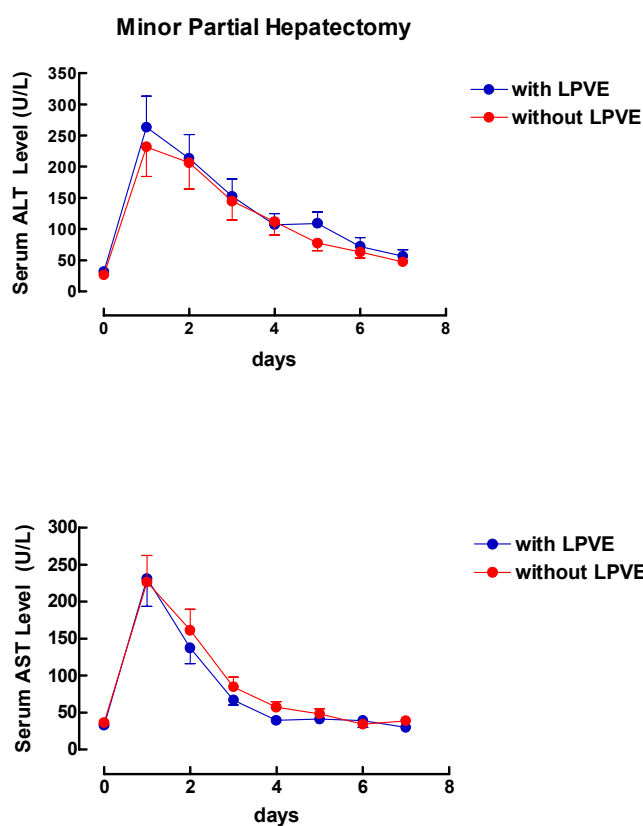 Minor Partial Hepatectomy
350
300
250
200
150
100
50
0
Serum ALT Level (U/L)
with LPVE
without LPVE
0 2 4 6 8
days
300
250
200
150
100
50
0
Serum AST Level (U/L)
with LPVE
without LPVE
0 2 4 6 8
days